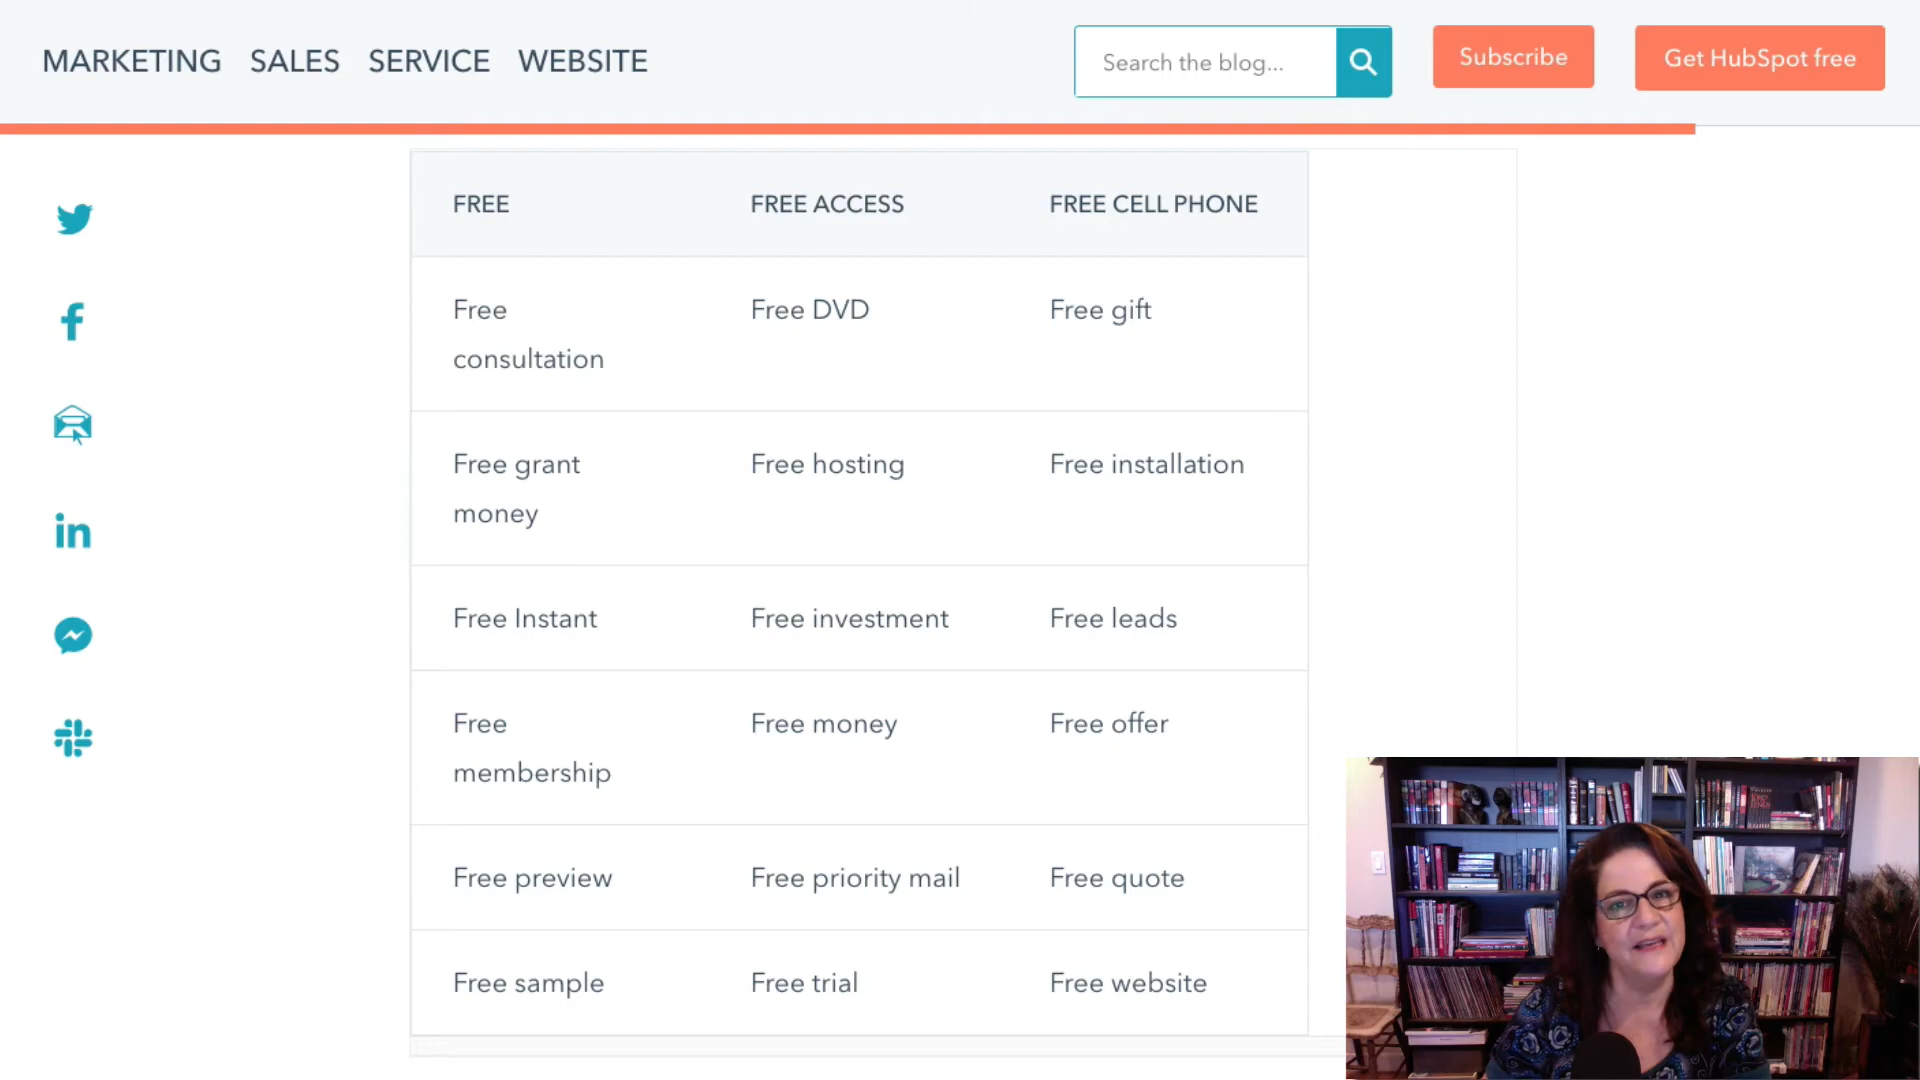 MARKETING SALES SERVICE WEBSITE
Search the blog...
Subscribe
Get HubSpot free
FREE FREE ACCESS FREE CELL PHONE
Free consultation
Free DVD
Free gift
Free grant money
Free hosting
Free installation
Free Instant
Free investment
Free leads
Free membership
Free money
Free offer
Free preview
Free priority mail
Free quote
Free sample
Free trial
Free website